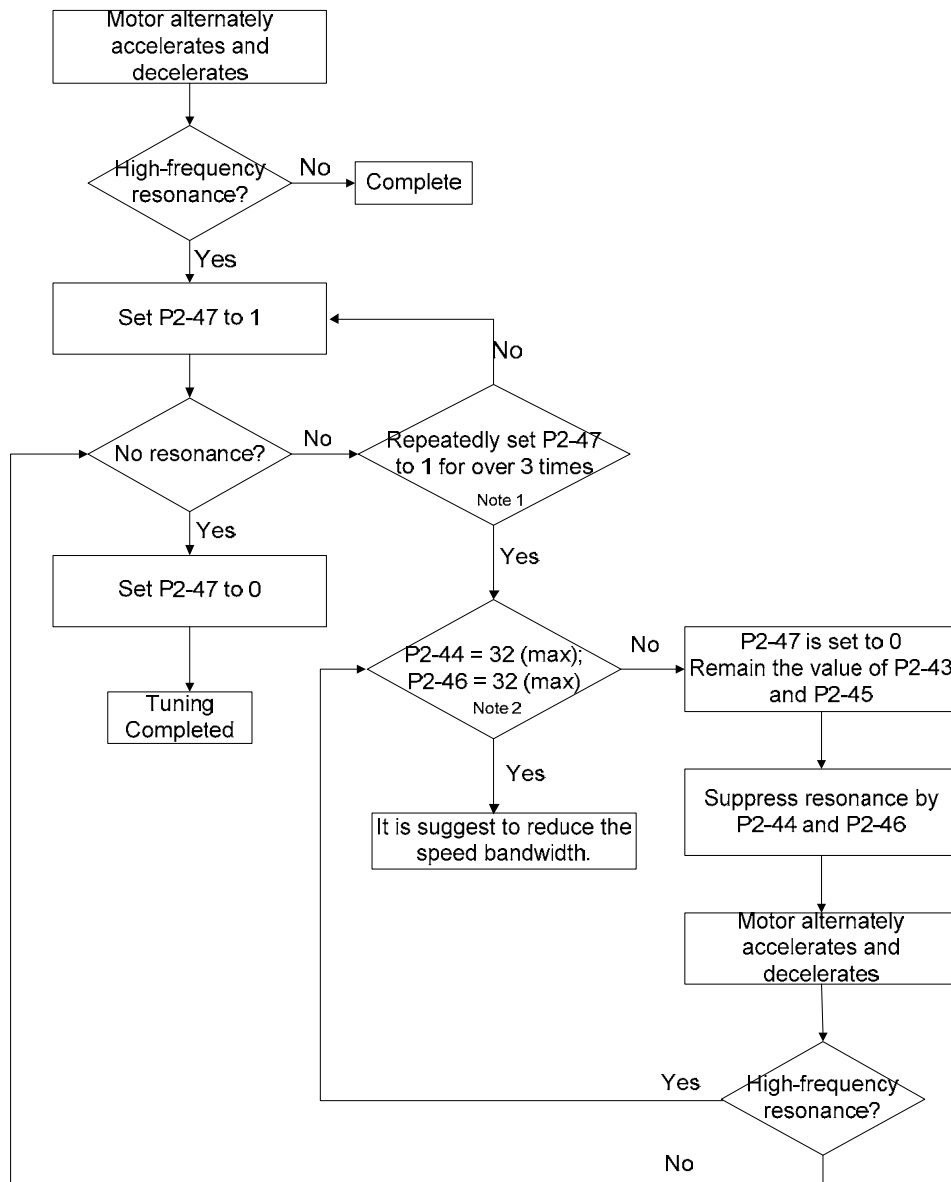 Motor alternately
accelerates and
decelerates
High-frequency
resonance?
No
Complete
Yes
Set P2-47 to 1
No
No resonance?
No
Repeatedly set P2-47
to 1 for over 3 times
Note 1
Yes
Yes
Set P2-47 to 0
P2-44 = 32 (max);
P2-46 = 32 (max)
Note 2
No
P2-47 is set to 0
Remain the value of P2-43
and P2-45
Tuning
Completed
Yes
It is suggest to reduce the
speed bandwidth.
Suppress resonance by
P2-44 and P2-46
Motor alternately
accelerates and
decelerates
Yes
High-frequency
resonance?
No